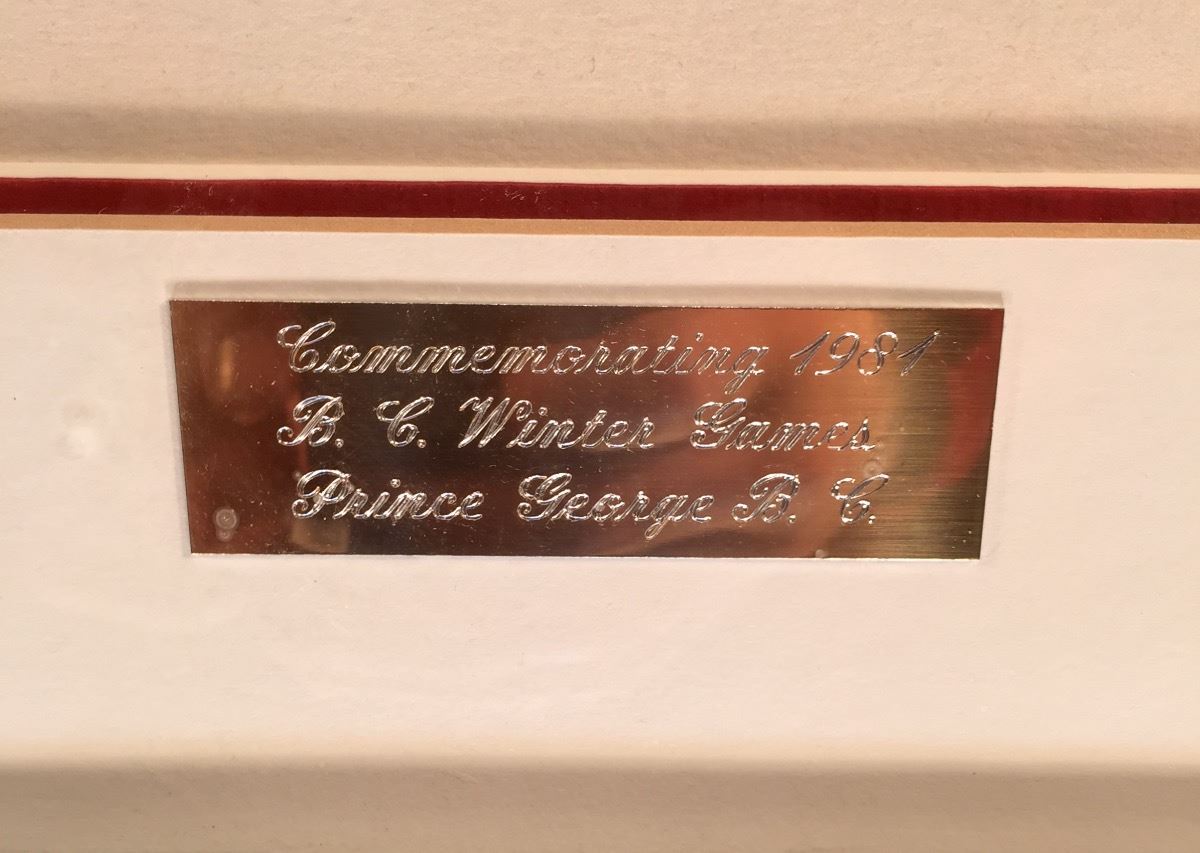 Commemorating 1981
B. C. Winter Games
Prince George B. C.